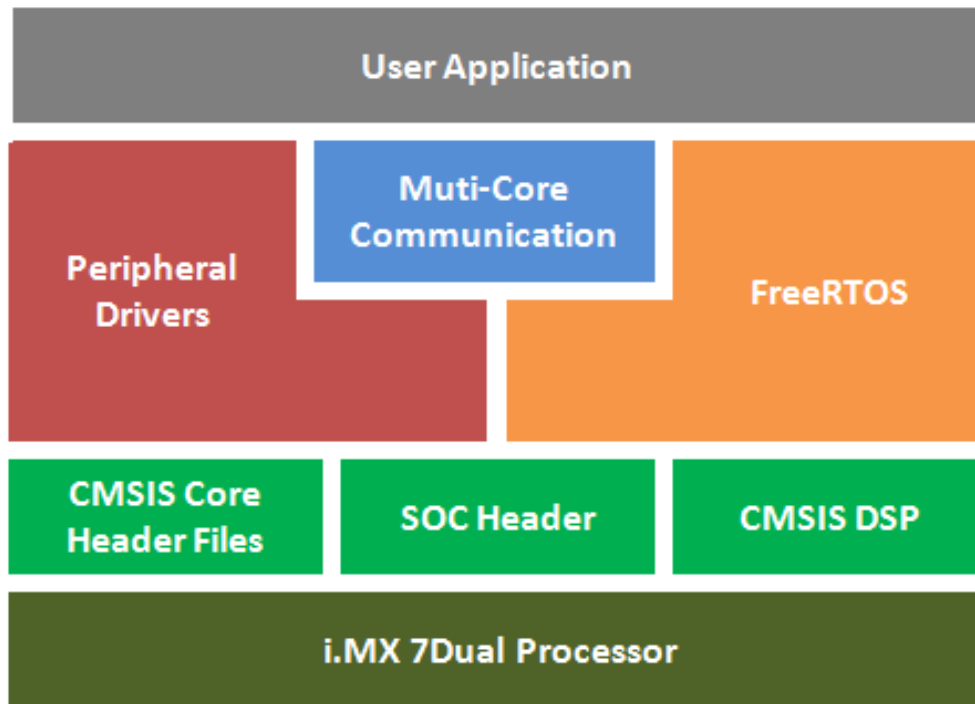 User Application
Muti-Core
Communication
Peripheral
Drivers
FreeRTOS
CMSIS Core
Header Files
SOC Header
CMSIS DSP
i.MX 7Dual Processor